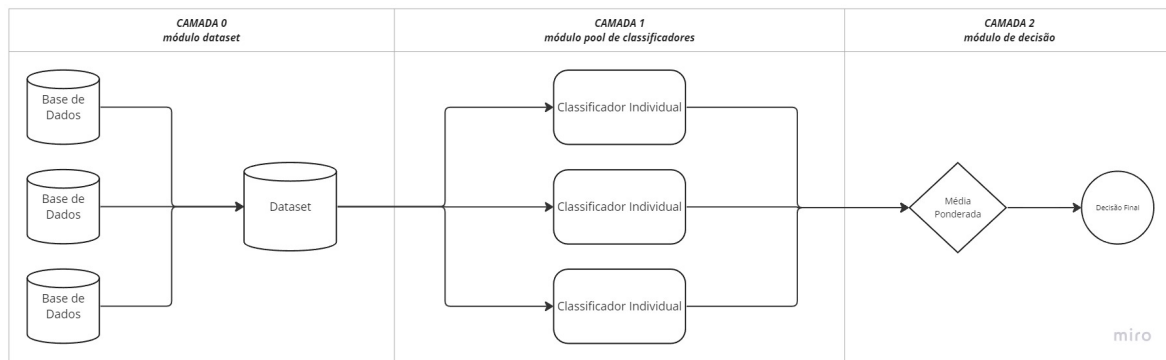 CAMADA 0
módulo dataset
CAMADA 1
módulo pool de classificadores
CAMADA 2
módulo de decisão
Base de
Dados
Base de
Dados
Base de
Dados
Dataset
Classificador Individual
Classificador Individual
Classificador Individual
Média
Ponderada
Decisão Final
miro